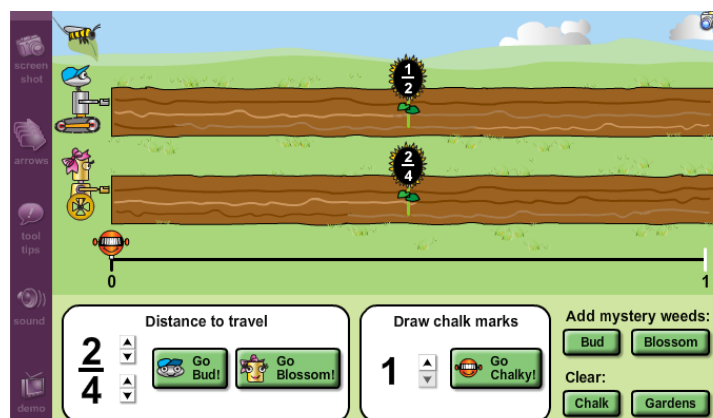 screen
shot
arrows
tool
tips
sound
demo
1
2
2
4
0
1
Distance to travel
2
4
Go
Bud!
Go
Blossom!
Draw chalk marks
1
Go
Chalky!
Add mystery weeds:
Bud
Blossom
Clear:
Chalk
Gardens